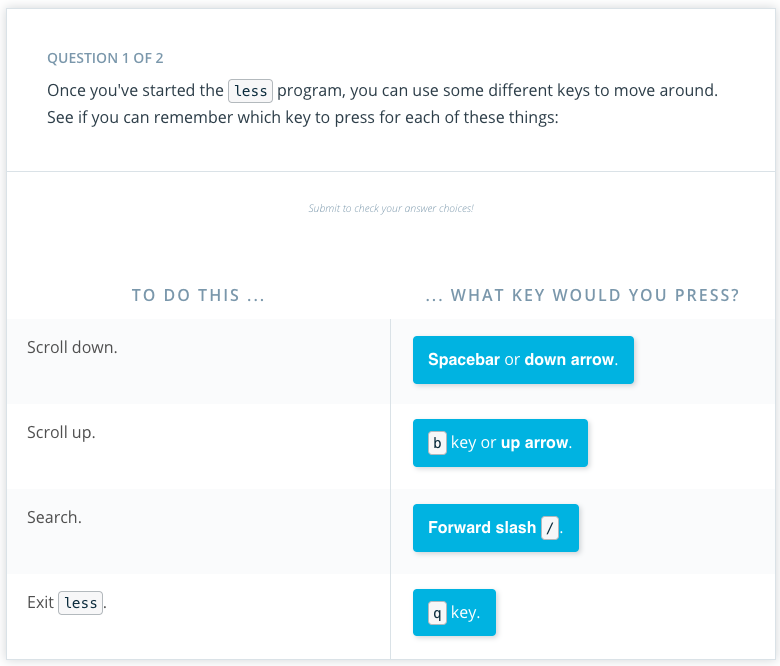 QUESTION 1 OF 2
Once you've started the less program, you can use some different keys to move around.
See if you can remember which key to press for each of these things:
Submit to check your answer choices!
TO DO THIS ... ... WHAT KEY WOULD YOU PRESS?
Scroll down. Spacebar or down arrow.
Scroll up. b key or up arrow.
Search. Forward slash /.
Exit less. q key.